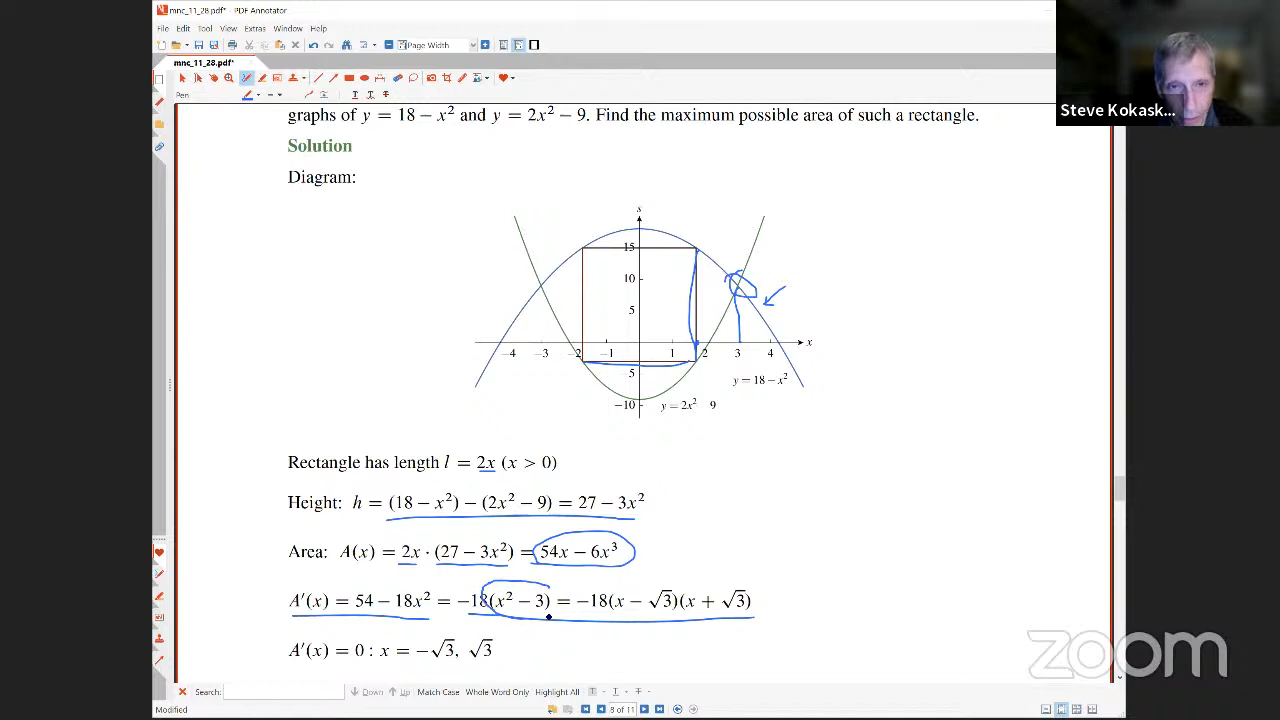 mnc_11_28.pdf* - PDF Annotator
File Edit View Tool Extras Window Help
Page Width
mnc_11_28.pdf*
Pen
Steve Kokask...
graphs of y = 18 − x² and y = 2x² − 9. Find the maximum possible area of such a rectangle.
Solution
Diagram:
s
15
10
5
−4 −3 −2 −1 1 2 3 4 x
5
y = 18 − x²
−10 y = 2x² 9
Rectangle has length l = 2x (x > 0)
Height: h = (18 − x²) − (2x² − 9) = 27 − 3x²
Area: A(x) = 2x · (27 − 3x²) = 54x − 6x³
A′(x) = 54 − 18x² = −18(x² − 3) = −18(x − √3)(x + √3)
A′(x) = 0 : x = −√3, √3
zoom
Search: Down Up Match Case Whole Word Only Highlight All
Modified 8 of 11